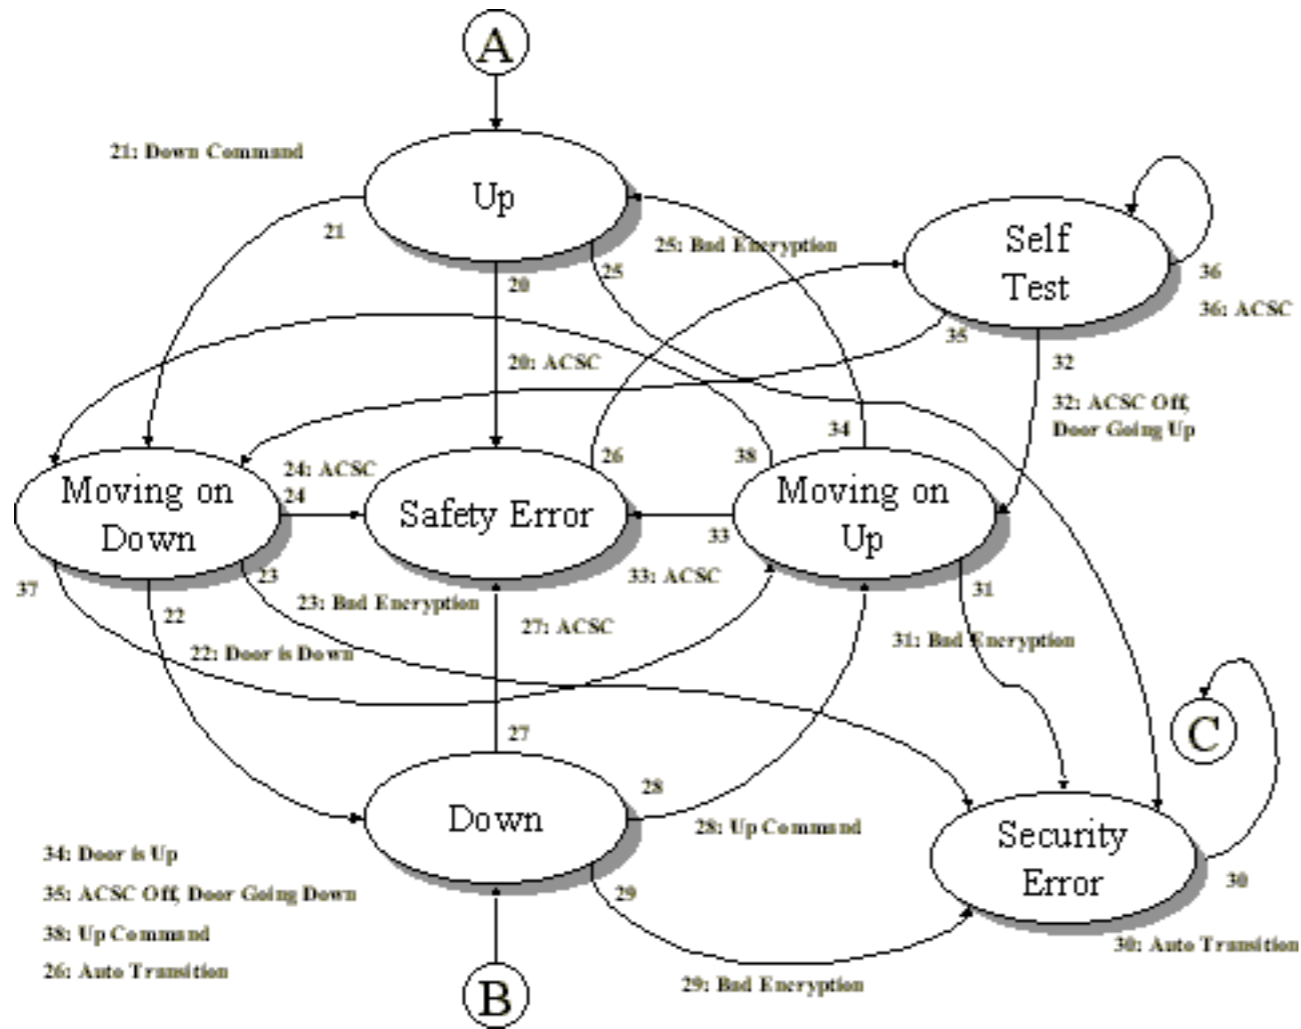 A
21: Down Command
Up
21
25: Bad Encryption
25
20
Self
Test
36
36: ACSC
35
32
20: ACSC
32: ACSC Off,
Door Going Up
34
24: ACSC
24
26
38
Moving on
Down
Safety Error
Moving on
Up
33
37
23
33: ACSC
31
22
23: Bad Encryption
27: ACSC
22: Door is Down
31: Bad Encryption
C
27
28
Down
28: Up Command
Security
Error
34: Door is Up
35: ACSC Off, Door Going Down
29
30
38: Up Command
30: Auto Transition
26: Auto Transition
29: Bad Encryption
B